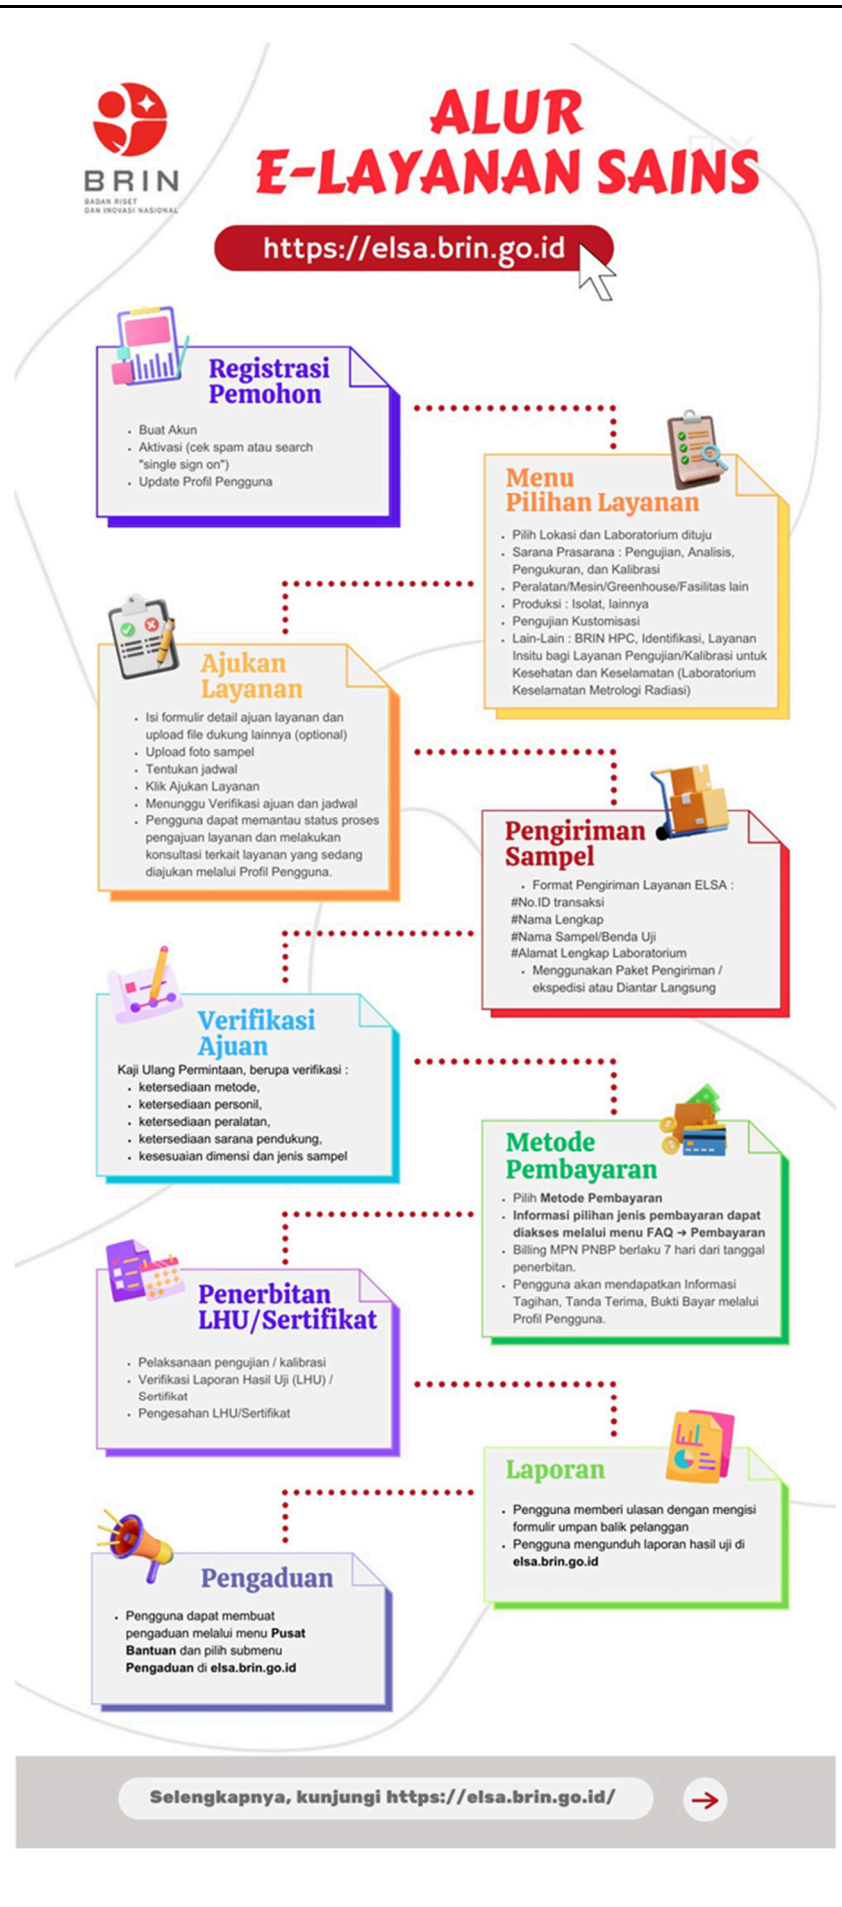 BRIN
BADAN RISET
DAN INOVASI NASIONAL
ALUR
E-LAYANAN SAINS
https://elsa.brin.go.id
Registrasi
Pemohon
• Buat Akun
• Aktivasi (cek spam atau search
"single sign on")
• Update Profil Pengguna
Menu
Pilihan Layanan
• Pilih Lokasi dan Laboratorium dituju
• Sarana Prasarana : Pengujian, Analisis,
Pengukuran, dan Kalibrasi
• Peralatan/Mesin/Greenhouse/Fasilitas lain
• Produksi : Isolat, lainnya
• Pengujian Kustomisasi
• Lain-Lain : BRIN HPC, Identifikasi, Layanan
Insitu bagi Layanan Pengujian/Kalibrasi untuk
Kesehatan dan Keselamatan (Laboratorium
Keselamatan Metrologi Radiasi)
Ajukan
Layanan
• Isi formulir detail ajuan layanan dan
upload file dukung lainnya (optional)
• Upload foto sampel
• Tentukan jadwal
• Klik Ajukan Layanan
• Menunggu Verifikasi ajuan dan jadwal
• Pengguna dapat memantau status proses
pengajuan layanan dan melakukan
konsultasi terkait layanan yang sedang
diajukan melalui Profil Pengguna.
Pengiriman
Sampel
• Format Pengiriman Layanan ELSA :
#No.ID transaksi
#Nama Lengkap
#Nama Sampel/Benda Uji
#Alamat Lengkap Laboratorium
• Menggunakan Paket Pengiriman /
ekspedisi atau Diantar Langsung
Verifikasi
Ajuan
Kaji Ulang Permintaan, berupa verifikasi :
• ketersediaan metode,
• ketersediaan personil,
• ketersediaan peralatan,
• ketersediaan sarana pendukung,
• kesesuaian dimensi dan jenis sampel
Metode
Pembayaran
• Pilih Metode Pembayaran
• Informasi pilihan jenis pembayaran dapat
diakses melalui menu FAQ → Pembayaran
• Billing MPN PNBP berlaku 7 hari dari tanggal
penerbitan.
• Pengguna akan mendapatkan Informasi
Tagihan, Tanda Terima, Bukti Bayar melalui
Profil Pengguna.
Penerbitan
LHU/Sertifikat
• Pelaksanaan pengujian / kalibrasi
• Verifikasi Laporan Hasil Uji (LHU) /
Sertifikat
• Pengesahan LHU/Sertifikat
Laporan
• Pengguna memberi ulasan dengan mengisi
formulir umpan balik pelanggan
• Pengguna mengunduh laporan hasil uji di
elsa.brin.go.id
Pengaduan
• Pengguna dapat membuat
pengaduan melalui menu Pusat
Bantuan dan pilih submenu
Pengaduan di elsa.brin.go.id
Selengkapnya, kunjungi https://elsa.brin.go.id/